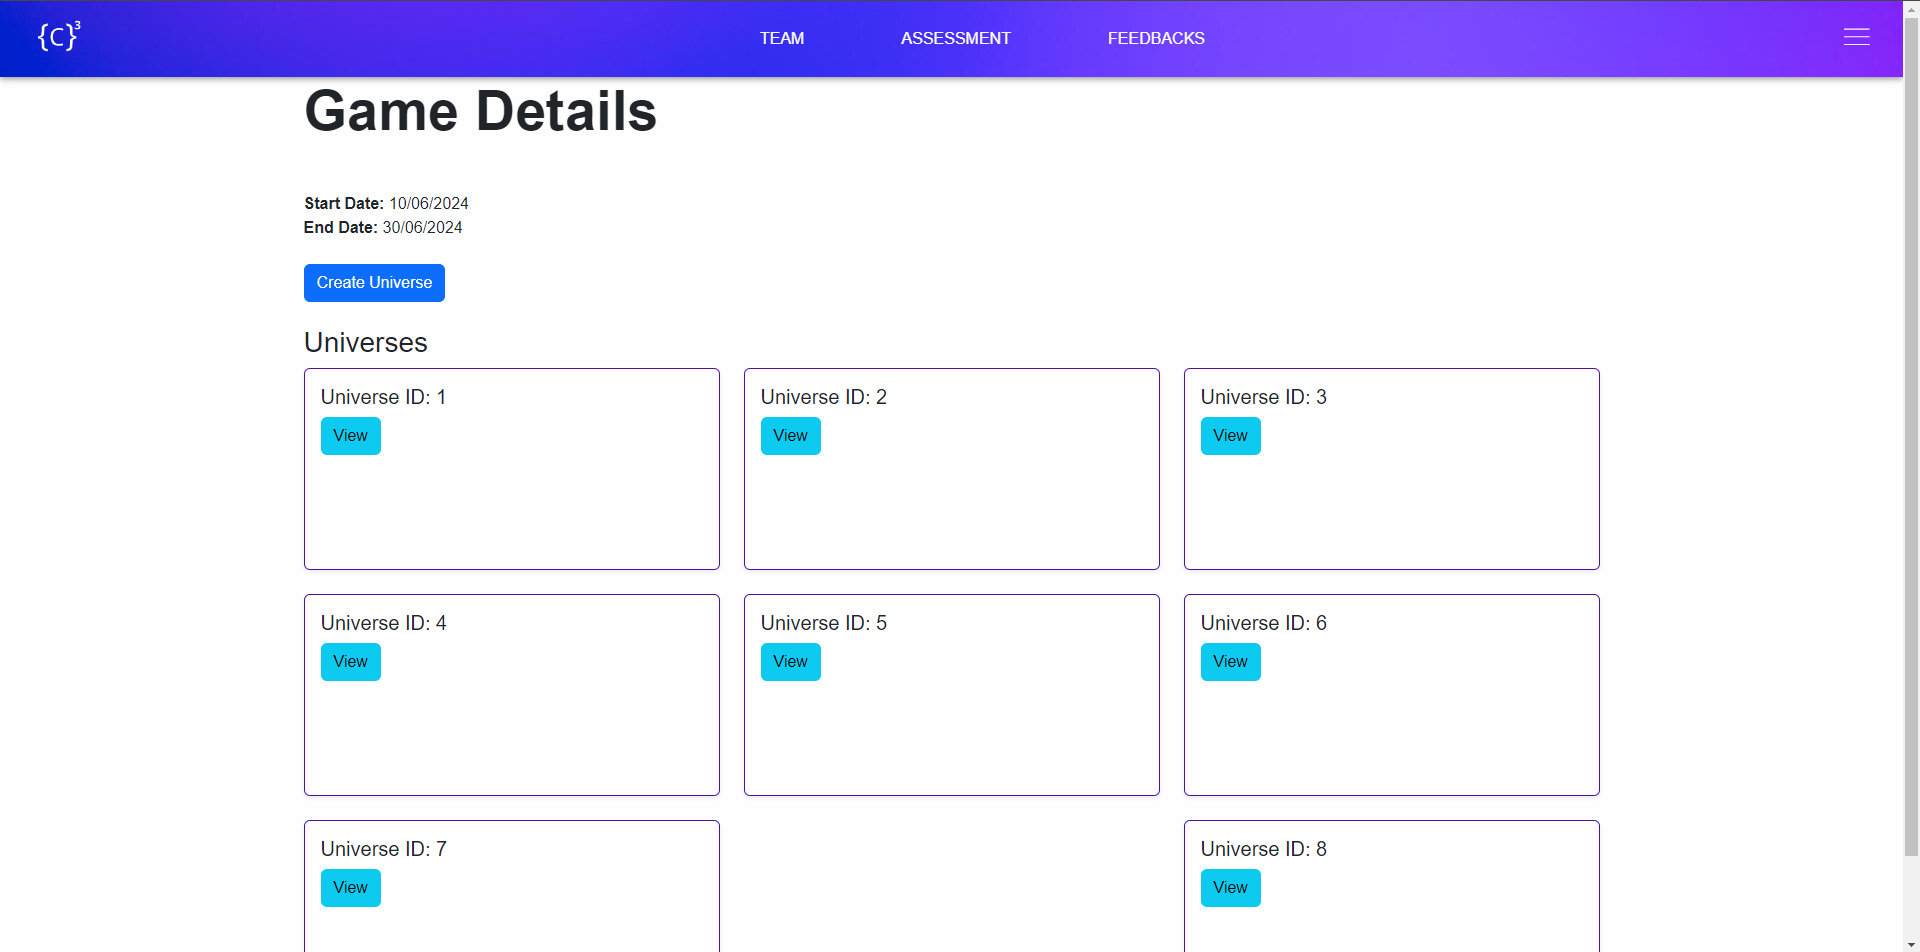 {C}³
TEAM ASSESSMENT FEEDBACKS
Game Details
Start Date: 10/06/2024
End Date: 30/06/2024
Create Universe
Universes
Universe ID: 1
View
Universe ID: 2
View
Universe ID: 3
View
Universe ID: 4
View
Universe ID: 5
View
Universe ID: 6
View
Universe ID: 7
View
Universe ID: 8
View